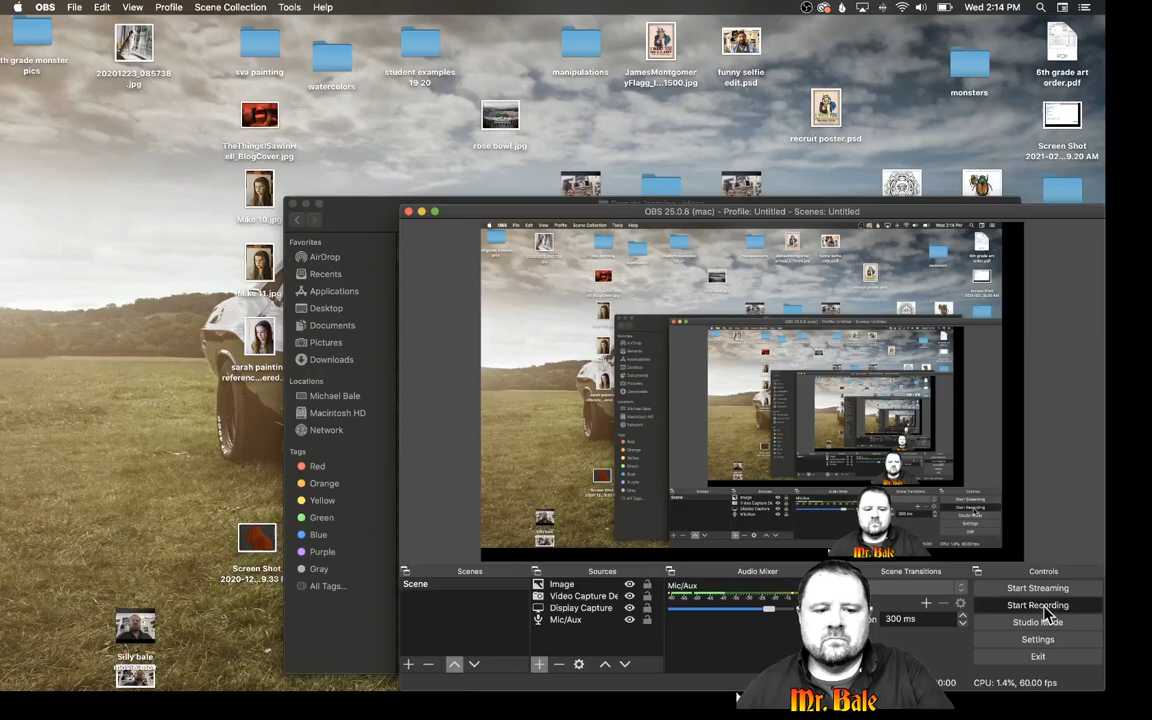 OBS File Edit View Profile Scene Collection Tools Help Wed 2:14 PM
th grade monster
pics
20201223_085738
.jpg
sva painting
watercolors
student examples
19 20
manipulations
JamesMontgomer
yFlagg_I...1500.jpg
funny selfie
edit.psd
monsters
6th grade art
order.pdf
TheThingsISawInH
ell_BlogCover.jpg
rose bowl.jpg
recruit poster.psd
Screen Shot
2021-02...9.20 AM
Mike 10.jpg
Mike 11.jpg
sarah paintin
referenc...ered.
Screen Shot
2020-12...9.33
Silly bale
Favorites
AirDrop
Recents
Applications
Desktop
Documents
Pictures
Downloads
Locations
Michael Bale
Macintosh HD
Network
Tags
Red
Orange
Yellow
Green
Blue
Purple
Gray
All Tags...
OBS 25.0.8 (mac) - Profile: Untitled - Scenes: Untitled
Scenes
Scene
Sources
Image
Video Capture De
Display Capture
Mic/Aux
Audio Mixer
Mic/Aux
Scene Transitions
300 ms
Controls
Start Streaming
Start Recording
Studio Mode
Settings
Exit
CPU: 1.4%, 60.00 fps
Mr. Bale